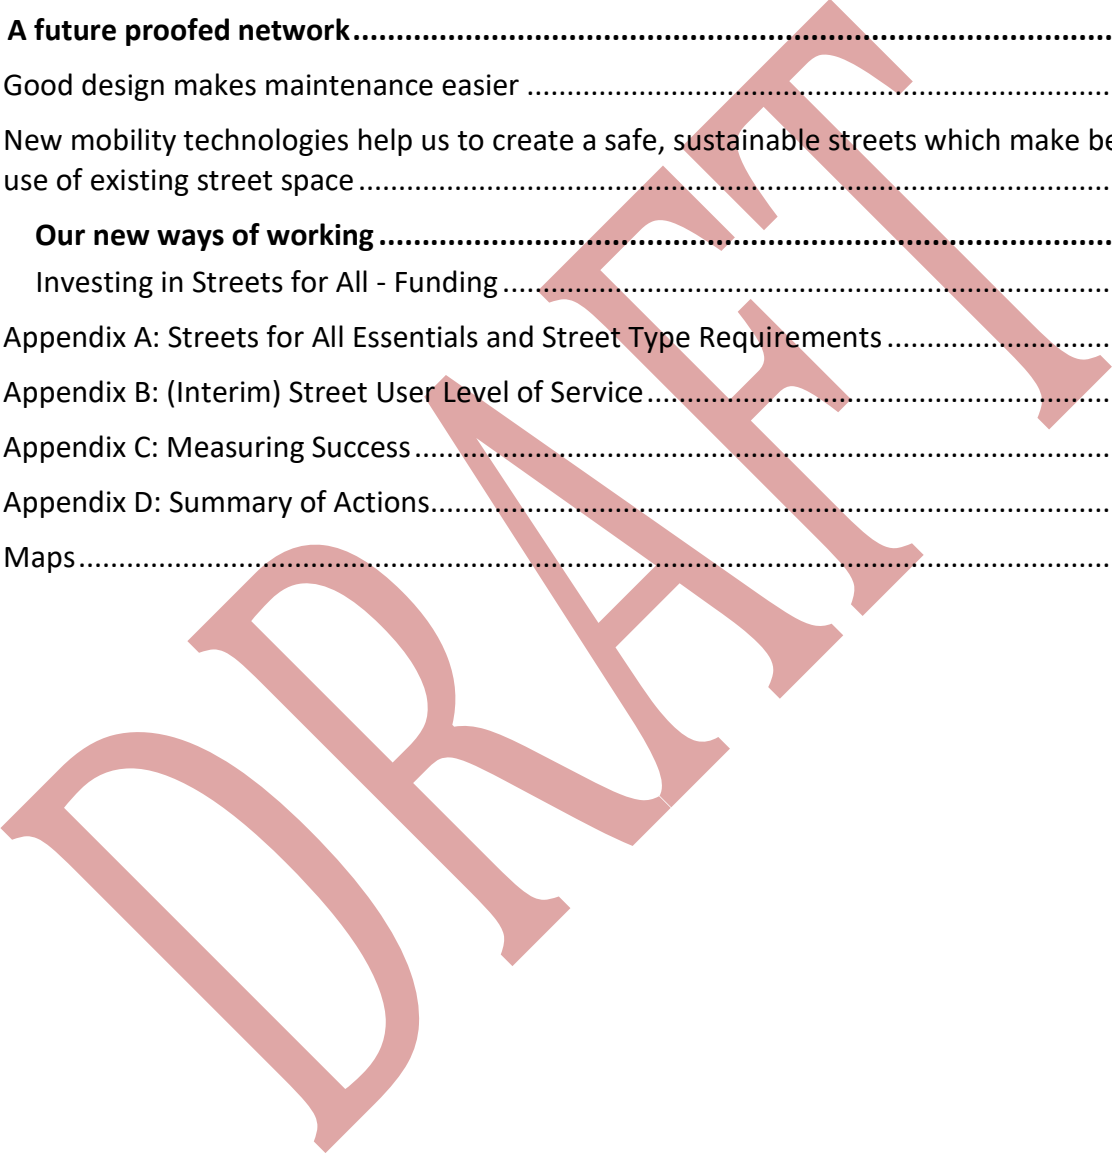 A future proofed network..........................................................................................
Good design makes maintenance easier ..........................................................................
New mobility technologies help us to create a safe, sustainable streets which make be
use of existing street space...............................................................................................
Our new ways of working.......................................................................................
Investing in Streets for All - Funding.............................................................................
Appendix A: Streets for All Essentials and Street Type Requirements............................
Appendix B: (Interim) Street User Level of Service..........................................................
Appendix C: Measuring Success.......................................................................................
Appendix D: Summary of Actions.....................................................................................
Maps.................................................................................................................................
DRAFT